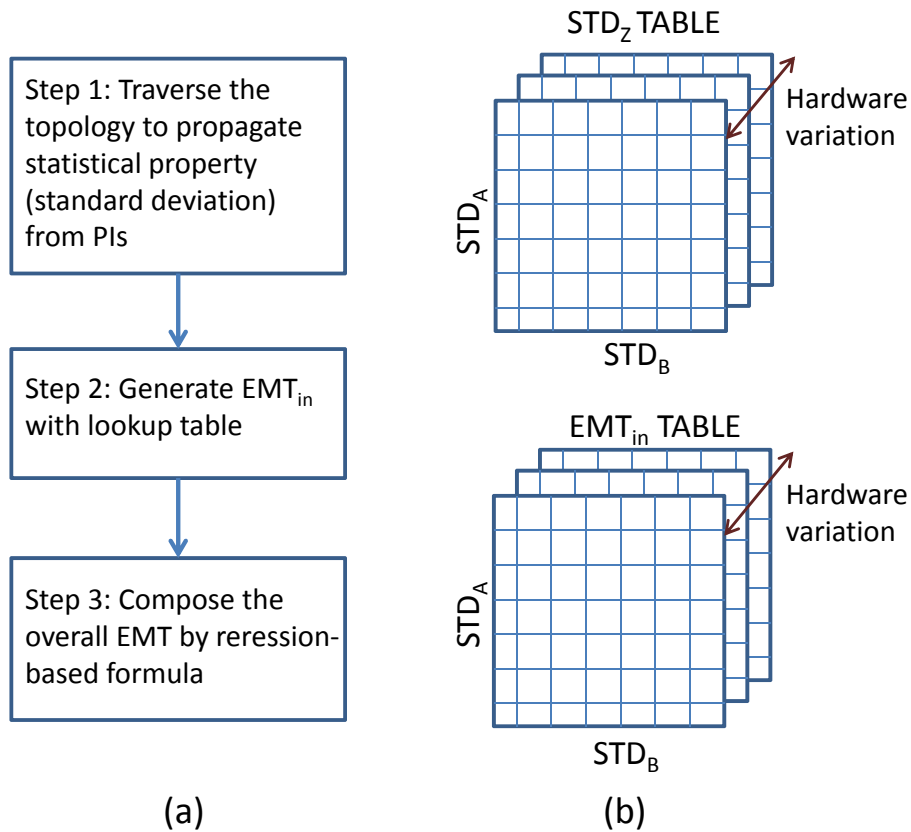 Step 1: Traverse the
topology to propagate
statistical property
(standard deviation)
from PIs
Step 2: Generate EMTin
with lookup table
Step 3: Compose the
overall EMT by reression-
based formula
(a)
STDZ TABLE
Hardware
variation
STDA
STDB
EMTin TABLE
Hardware
variation
STDA
STDB
(b)